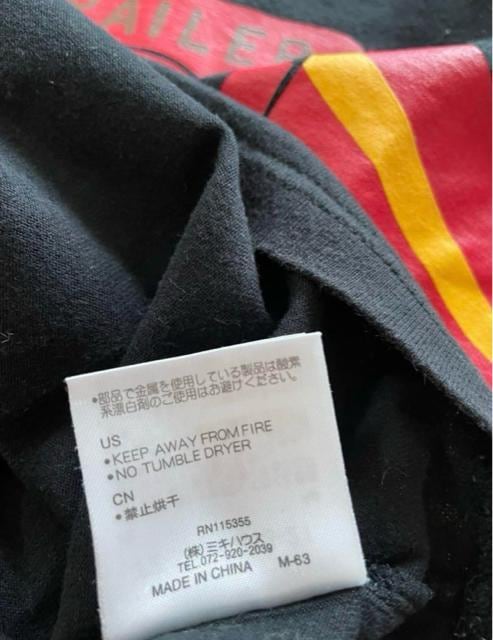 AILER
•部品で金属を使用している製品は酸素
系漂白剤のご使用はお避けください。
US
•KEEP AWAY FROM FIRE
•NO TUMBLE DRYER
CN
•禁止烘干
RN115355
(株)ミキハウス
TEL.072-920-2039
MADE IN CHINA M-63